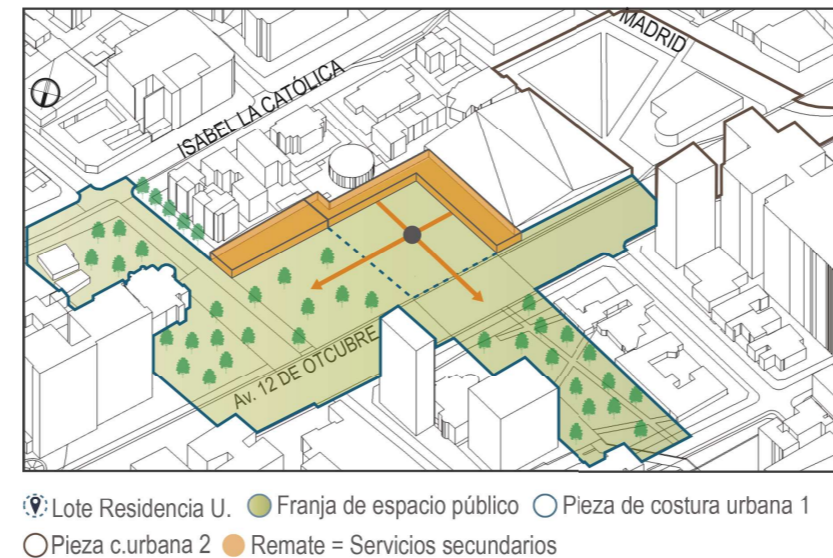 MADRID
ISABEL LA CATÓLICA
Av. 12 DE OTCUBRE
Lote Residencia U. Franja de espacio público Pieza de costura urbana 1
Pieza c.urbana 2 Remate = Servicios secundarios